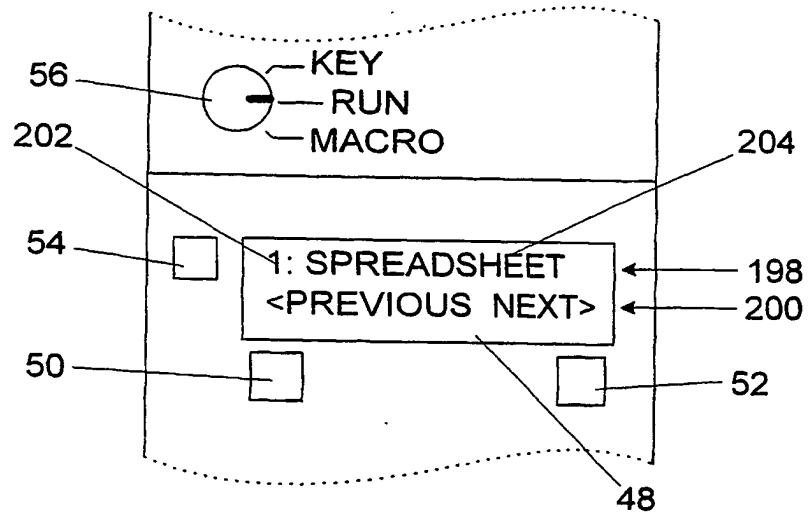 KEY
56
RUN
202
MACRO
204
54
1: SPREADSHEET
198
<PREVIOUS NEXT>
200
50
52
48